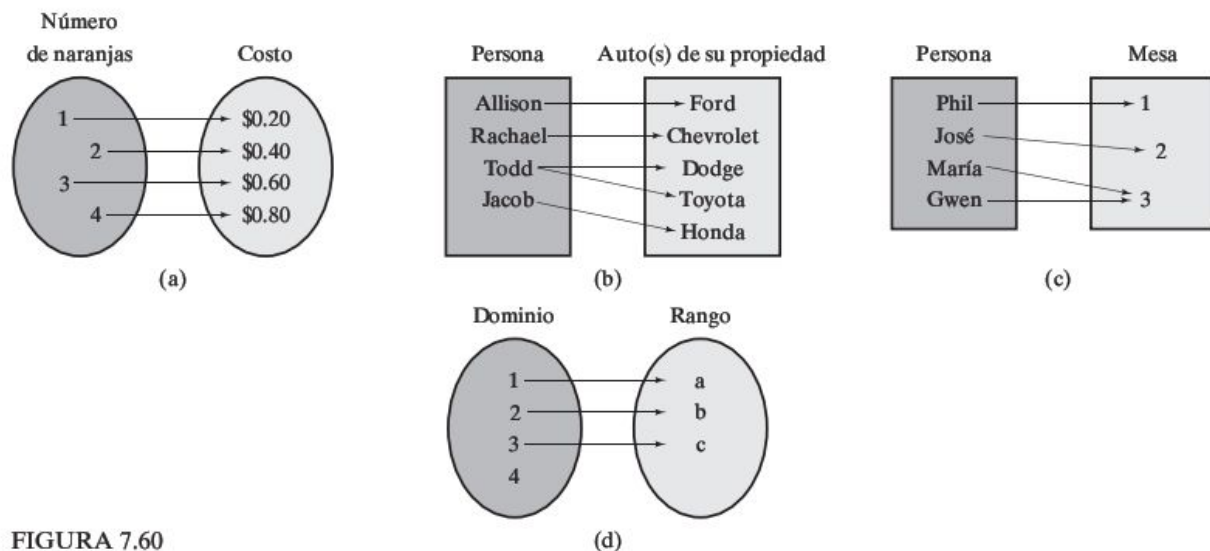 Número
de naranjas
Costo
1
$0.20
2
$0.40
3
$0.60
4
$0.80
(a)
Persona
Auto(s) de su propiedad
Allison
Ford
Rachael
Chevrolet
Todd
Dodge
Jacob
Toyota
Honda
(b)
Persona
Mesa
Phil
1
José
2
María
Gwen
3
(c)
Dominio
Rango
1
a
2
b
3
c
4
(d)
FIGURA 7.60